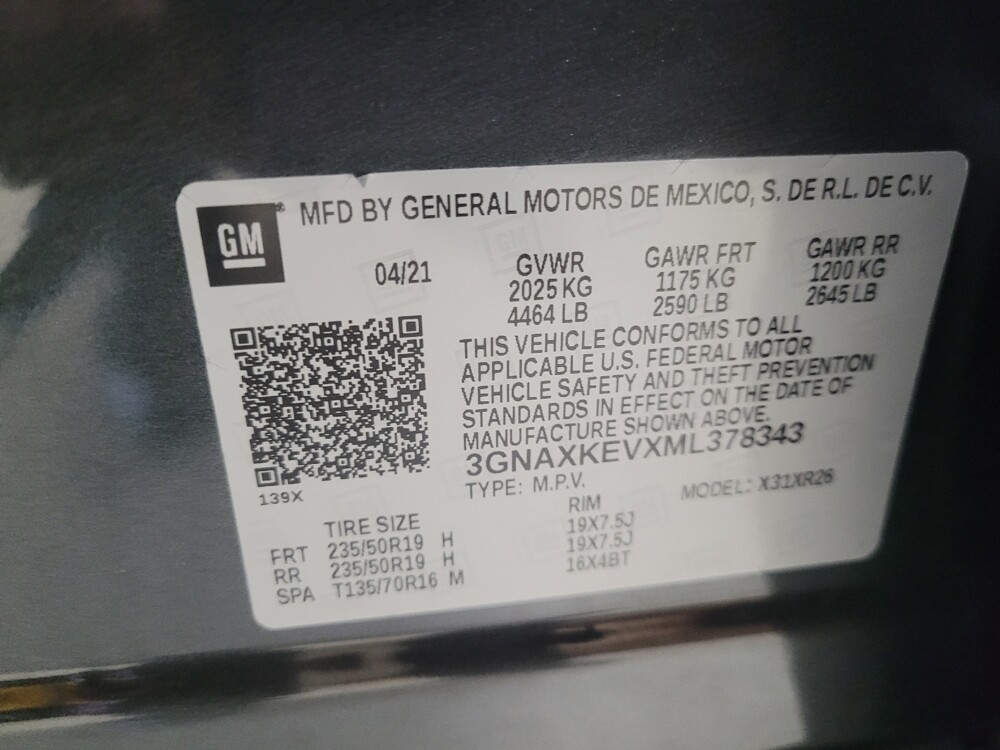 GM
MFD BY GENERAL MOTORS DE MEXICO, S. DE R.L. DE C.V.
04/21
GVWR
2025 KG
4464 LB
GAWR FRT
1175 KG
2590 LB
GAWR RR
1200 KG
2645 LB
THIS VEHICLE CONFORMS TO ALL
APPLICABLE U.S. FEDERAL MOTOR
VEHICLE SAFETY AND THEFT PREVENTION
STANDARDS IN EFFECT ON THE DATE OF
MANUFACTURE SHOWN ABOVE.
3GNAXKEVXML378343
TYPE: M.P.V.
MODEL: X31XR26
139X
TIRE SIZE
RIM
FRT 235/50R19 H 19X7.5J
RR 235/50R19 H 19X7.5J
SPA T135/70R16 M 16X4BT